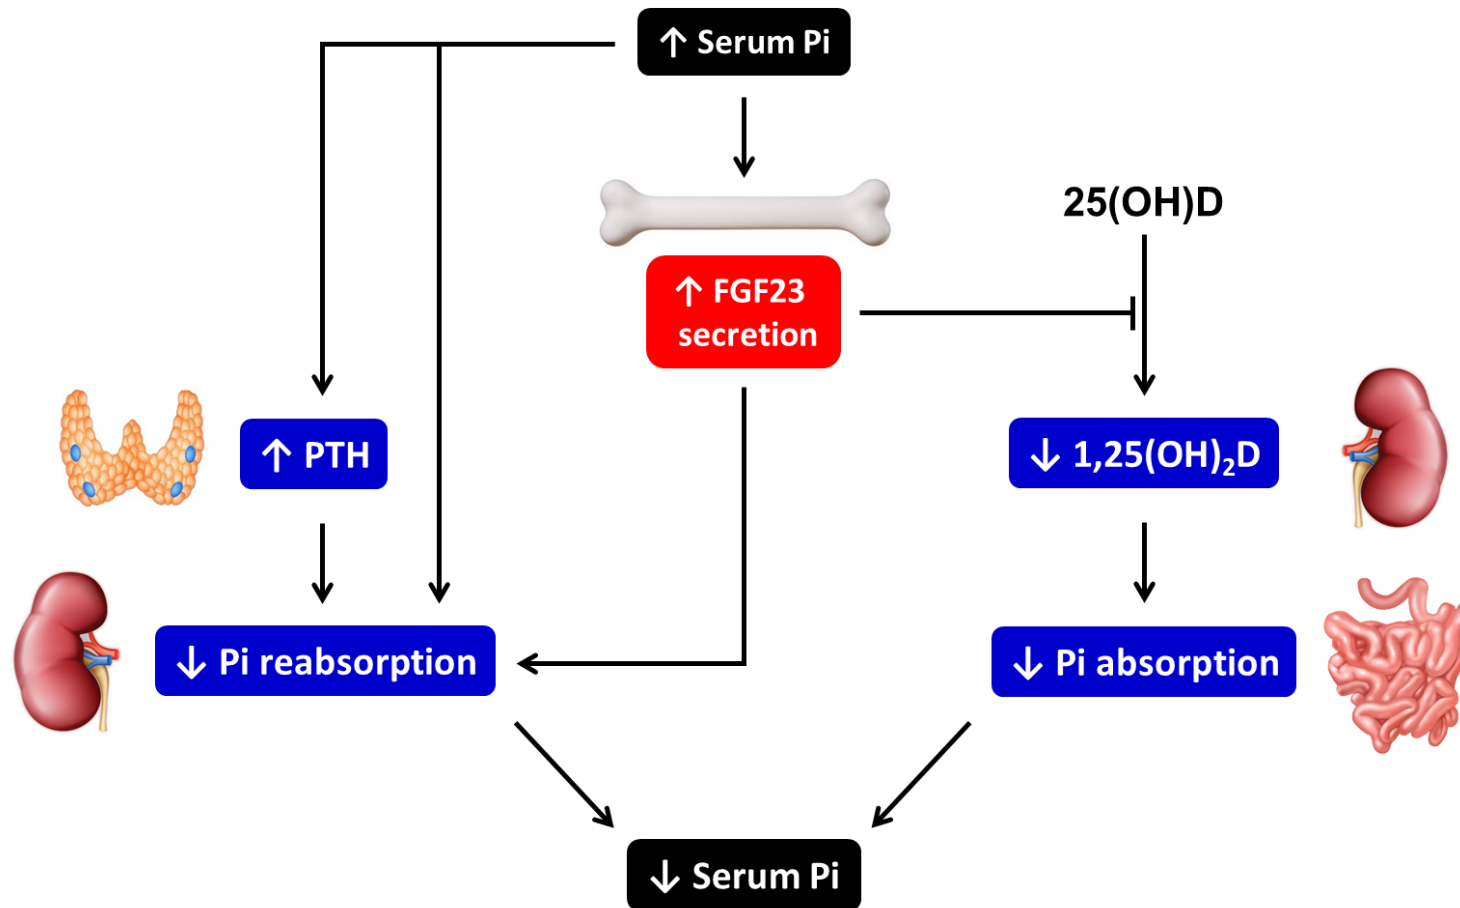 ↑ Serum Pi
25(OH)D
↑ FGF23
secretion
↑ PTH
↓ 1,25(OH)₂D
↓ Pi reabsorption
↓ Pi absorption
↓ Serum Pi